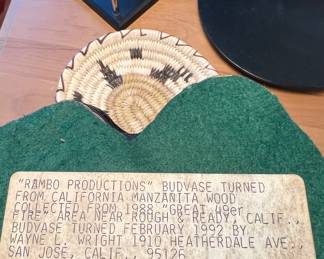 "RAMBO PRODUCTIONS" BUDVASE TURNED
FROM CALIFORNIA MANZANITA WOOD
COLLECTED FROM 1988 "GREAT 49er
FIRE" AREA NEAR ROUGH & READY, CALIF.,
BUDVASE TURNED FEBRUARY 1992 BY
WAYNE L. WRIGHT 1910 HEATHERDALE AVE.,
SAN JOSE, CALIF., 95126